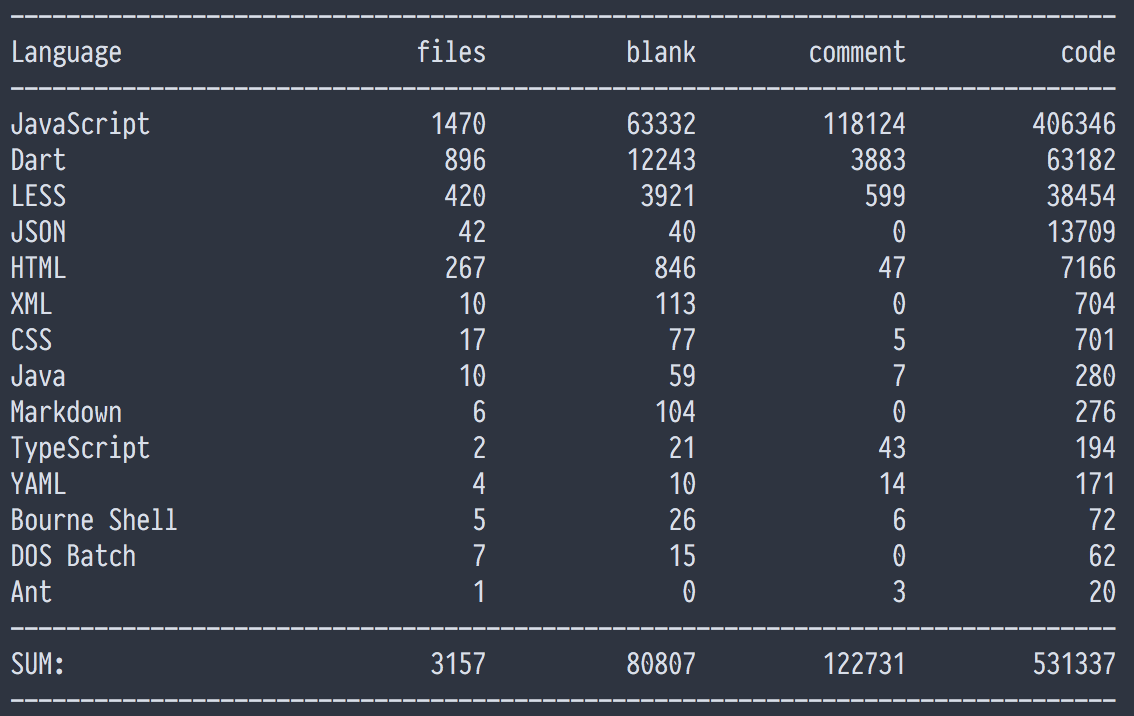 Language files blank comment code
JavaScript 1470 63332 118124 406346
Dart 896 12243 3883 63182
LESS 420 3921 599 38454
JSON 42 40 0 13709
HTML 267 846 47 7166
XML 10 113 0 704
CSS 17 77 5 701
Java 10 59 7 280
Markdown 6 104 0 276
TypeScript 2 21 43 194
YAML 4 10 14 171
Bourne Shell 5 26 6 72
DOS Batch 7 15 0 62
Ant 1 0 3 20
SUM: 3157 80807 122731 531337